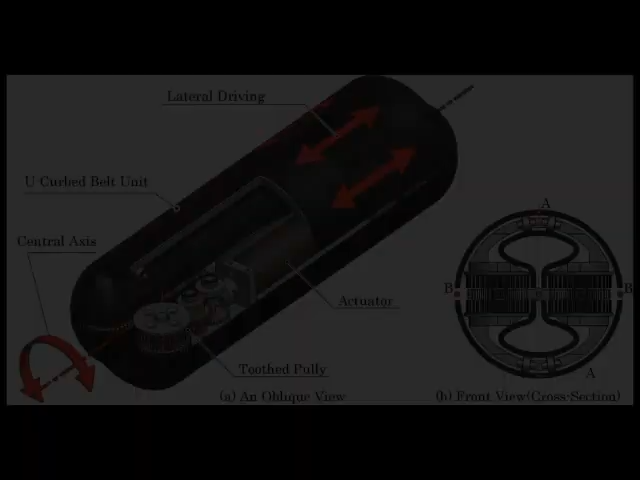 Lateral Driving
U Curbed Belt Unit
Central Axis
Actuator
Toothed Pully
(a) An Oblique View
A
B
B
A
(b) Front View(Cross-Section)